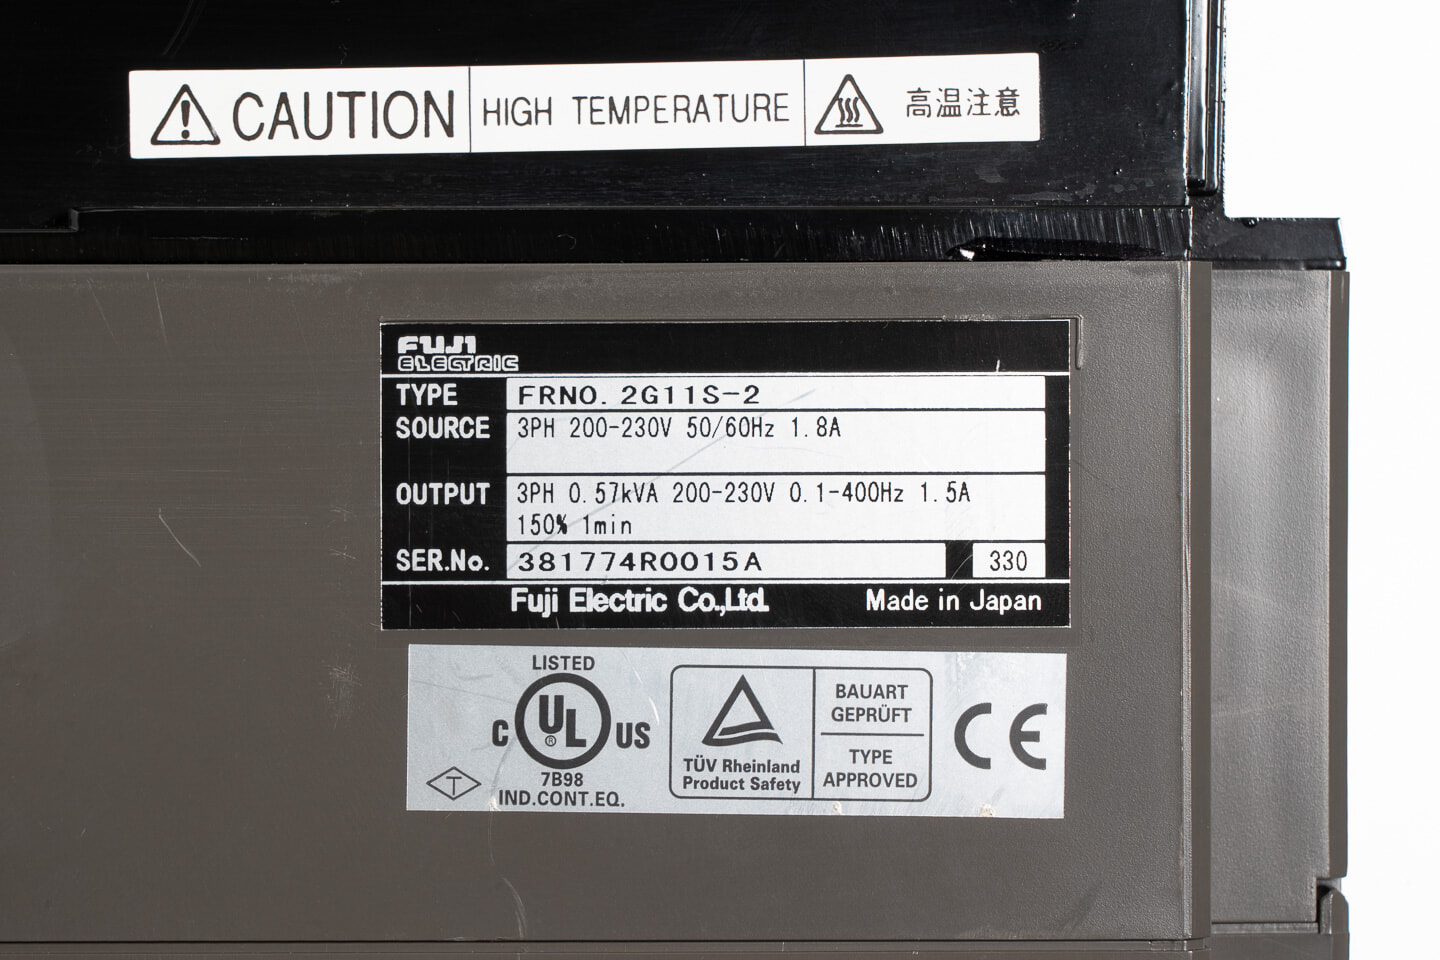 CAUTION HIGH TEMPERATURE 高温注意
FUJI
ELECTRIC
TYPE FRN0.2G11S-2
SOURCE 3PH 200-230V 50/60Hz 1.8A
OUTPUT 3PH 0.57kVA 200-230V 0.1-400Hz 1.5A
150% 1min
SER.No. 381774R0015A 330
Fuji Electric Co.,Ltd. Made in Japan
LISTED
C UL® US
7B98
IND.CONT.EQ.
T
TÜV Rheinland
Product Safety
BAUART
GEPRÜFT
TYPE
APPROVED
CE